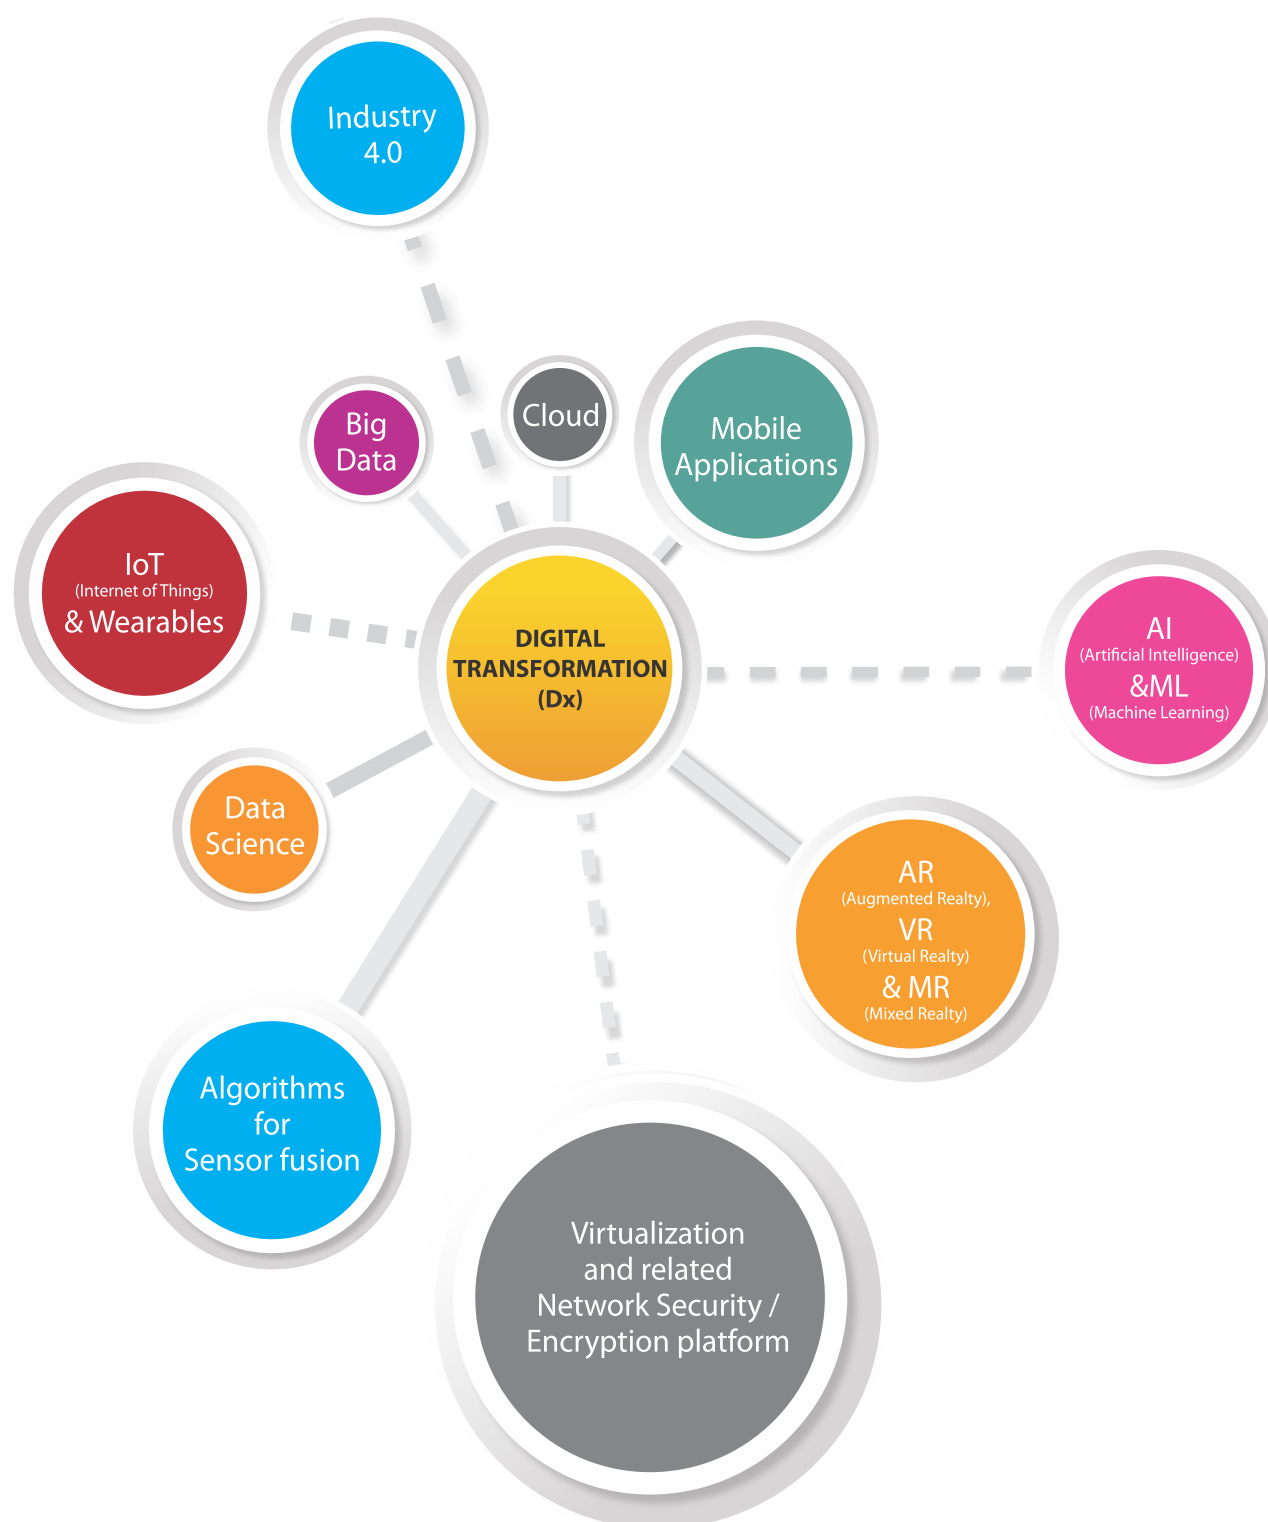 Industry
4.0
Big
Data
Cloud
Mobile
Applications
IoT
(Internet of Things)
& Wearables
DIGITAL
TRANSFORMATION
(Dx)
AI
(Artificial Intelligence)
&ML
(Machine Learning)
Data
Science
AR
(Augmented Realty),
VR
(Virtual Realty)
& MR
(Mixed Realty)
Algorithms
for
Sensor fusion
Virtualization
and related
Network Security /
Encryption platform